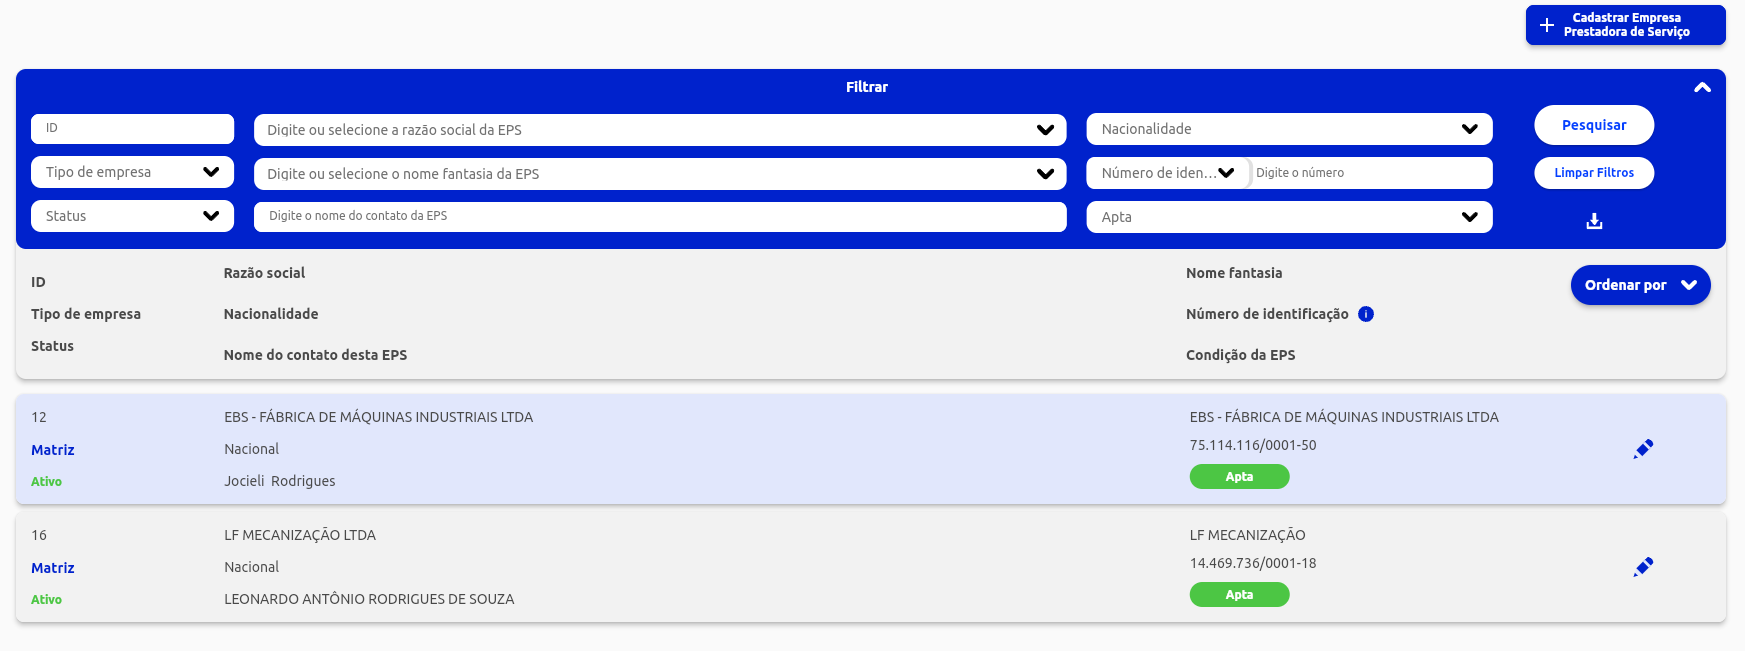 Cadastrar Empresa
Prestadora de Serviço
Filtrar
ID
Digite ou selecione a razão social da EPS
Nacionalidade
Pesquisar
Tipo de empresa
Digite ou selecione o nome fantasia da EPS
Número de iden...
Digite o número
Limpar Filtros
Status
Digite o nome do contato da EPS
Apta
ID
Razão social
Nome fantasia
Ordenar por
Tipo de empresa
Nacionalidade
Número de identificação
i
Status
Nome do contato desta EPS
Condição da EPS
12
EBS - FÁBRICA DE MÁQUINAS INDUSTRIAIS LTDA
EBS - FÁBRICA DE MÁQUINAS INDUSTRIAIS LTDA
Matriz
Nacional
75.114.116/0001-50
Ativo
Jocieli  Rodrigues
Apta
16
LF MECANIZAÇÃO LTDA
LF MECANIZAÇÃO
Matriz
Nacional
14.469.736/0001-18
Ativo
LEONARDO ANTÔNIO RODRIGUES DE SOUZA
Apta